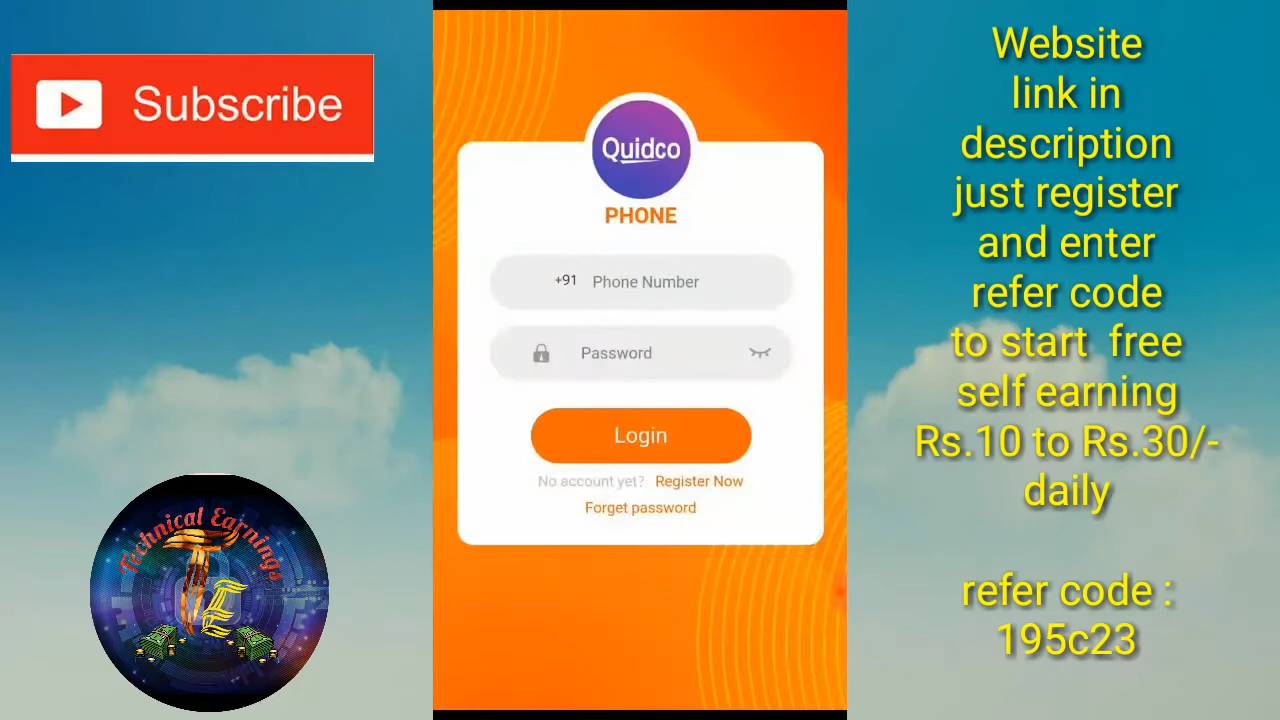 Subscribe
Technical Earnings
TE
Quidco
PHONE
+91 Phone Number
Password
Login
No account yet? Register Now
Forget password
Website
link in
description
just register
and enter
refer code
to start free
self earning
Rs.10 to Rs.30/-
daily
refer code :
195c23